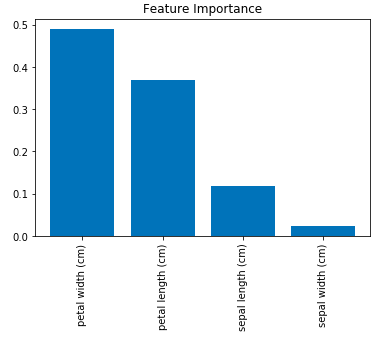 Feature Importance
0.5
0.4
0.3
0.2
0.1
0.0
petal width (cm)
petal length (cm)
sepal length (cm)
sepal width (cm)